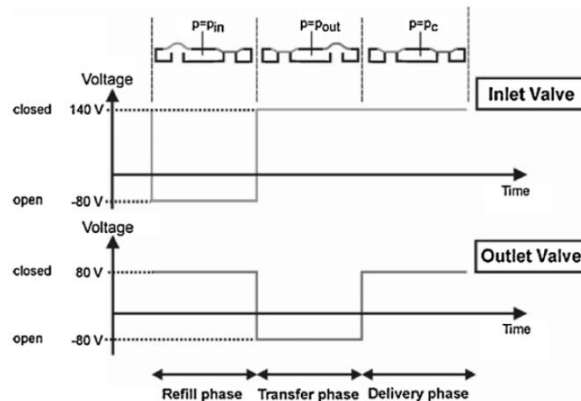 p=pin p=pout p=pc
Voltage
closed 140 V Inlet Valve
Time
open -80 V
Voltage
closed 80 V Outlet Valve
open -80 V Time
Refill phase Transfer phase Delivery phase